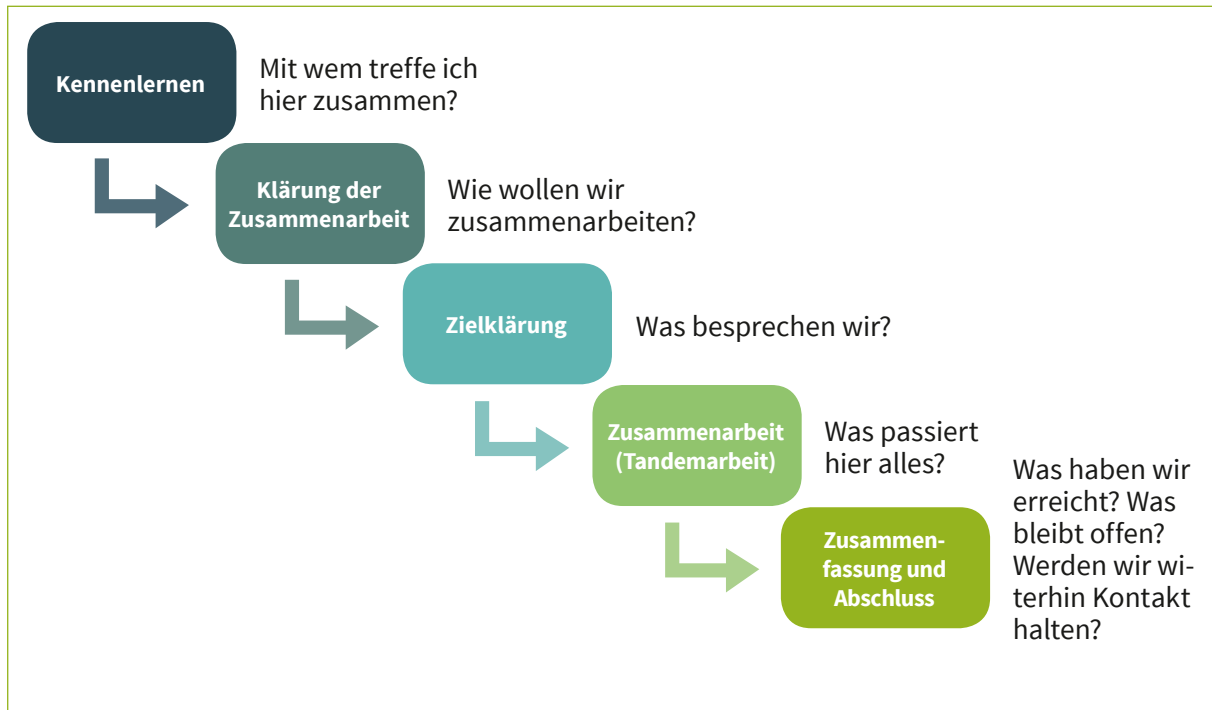 Kennenlernen
Mit wem treffe ich
hier zusammen?
Klärung der
Zusammenarbeit
Wie wollen wir
zusammenarbeiten?
Zielklärung
Was besprechen wir?
Zusammenarbeit
(Tandemarbeit)
Was passiert
hier alles?
Zusammen-
fassung und
Abschluss
Was haben wir
erreicht? Was
bleibt offen?
Werden wir wi-
terhin Kontakt
halten?